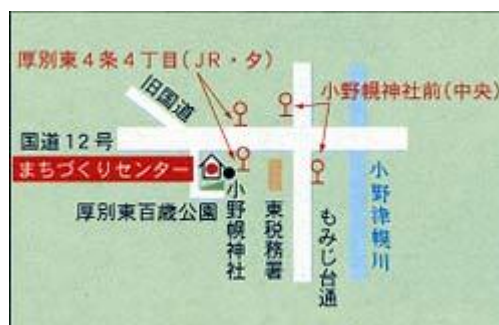 厚別東4条4丁目(JR・夕)
旧国道
小野幌神社前(中央)
国道12号
まちづくりセンター
厚別東百歳公園
小野幌神社
東税務署
もみじ台通
小野津幌川